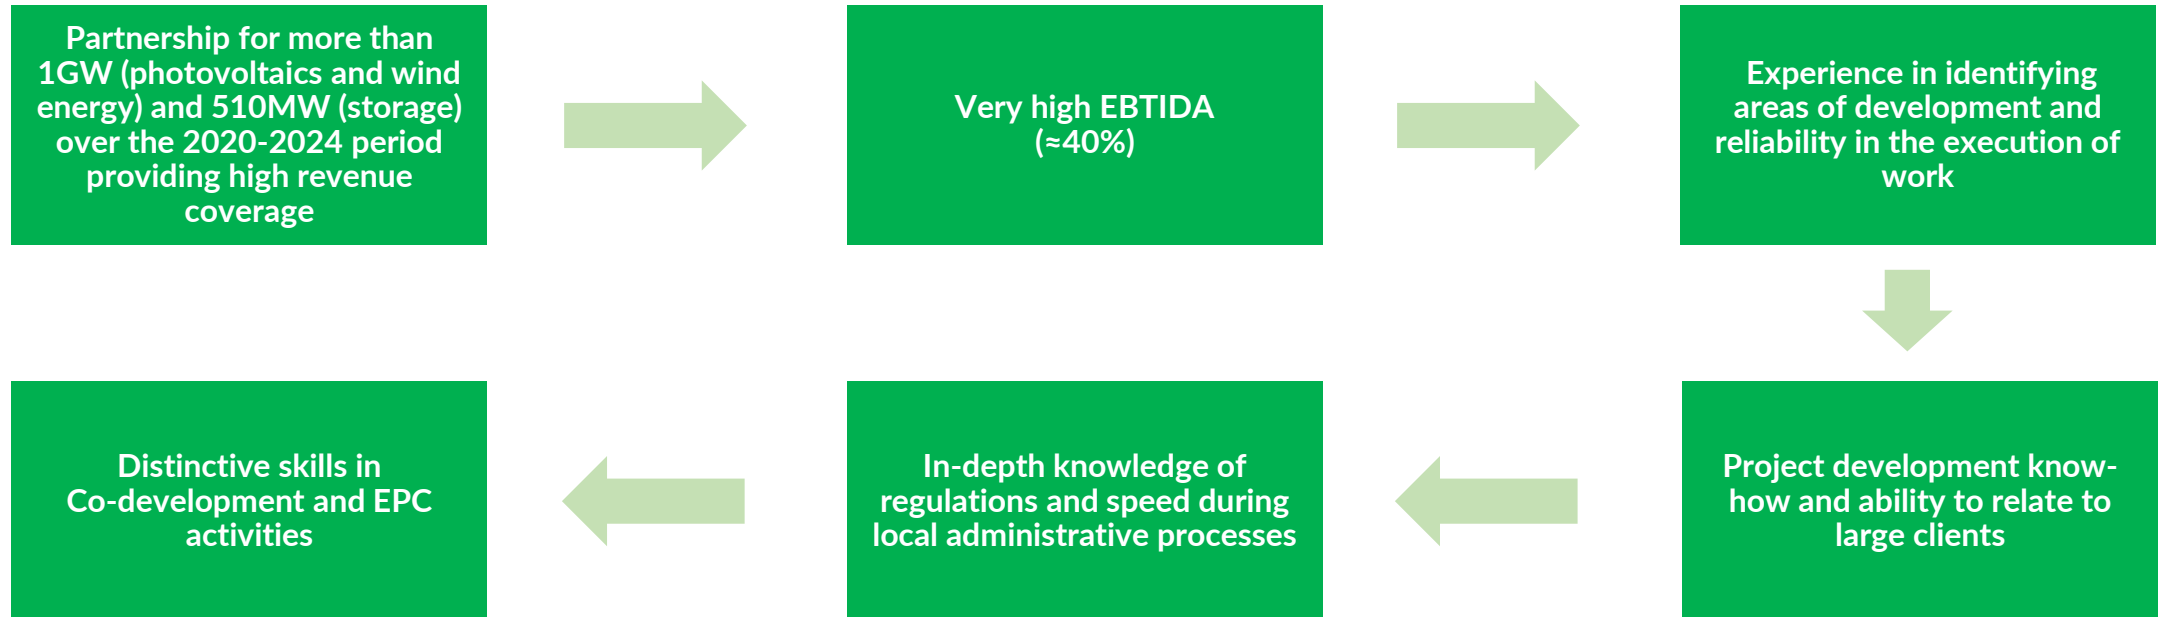 Partnership for more than
1GW (photovoltaics and wind
energy) and 510MW (storage)
over the 2020-2024 period
providing high revenue
coverage
Very high EBTIDA
(≈40%)
Experience in identifying
areas of development and
reliability in the execution of
work
Project development know-
how and ability to relate to
large clients
In-depth knowledge of
regulations and speed during
local administrative processes
Distinctive skills in
Co-development and EPC
activities